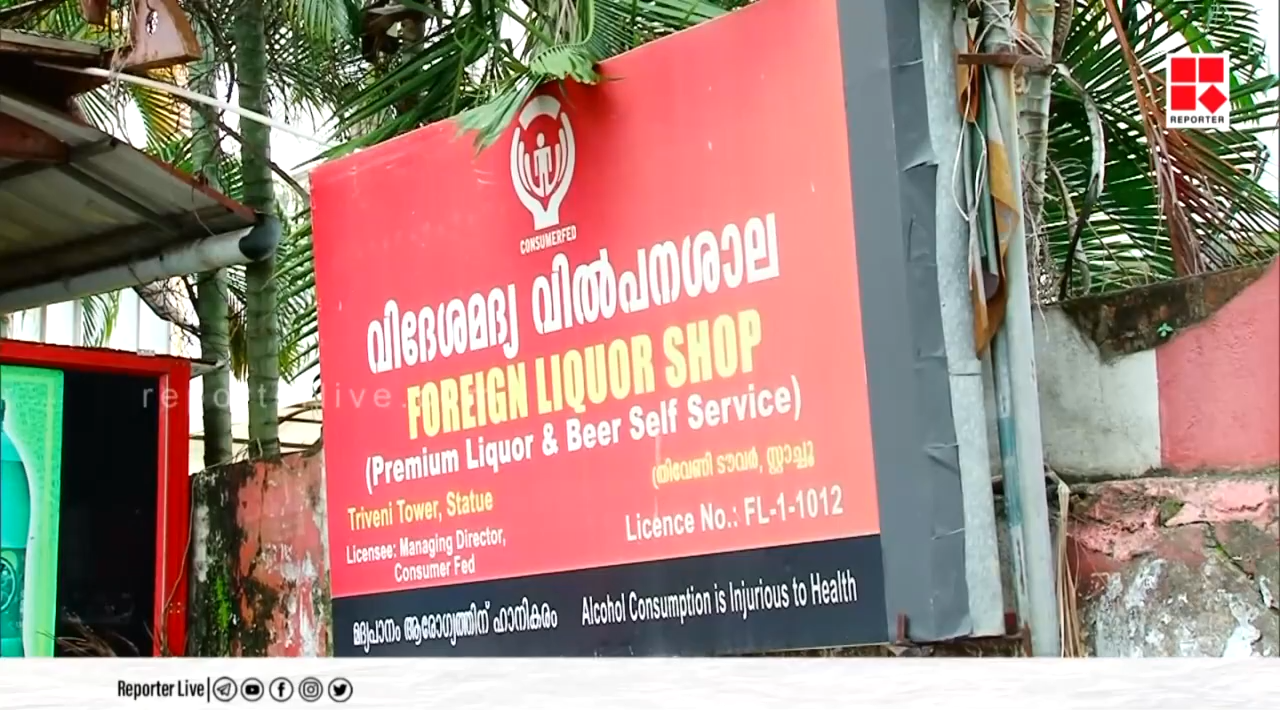 REPORTER
CONSUMERFED
വിദേശമദ്യ വിൽപനശാല
FOREIGN LIQUOR SHOP
reporterlive.
(Premium Liquor & Beer Self Service)
Triveni Tower, Statue
(ത്രിവേണി ടൗവർ, സ്റ്റാച്ചു
Licensee: Managing Director,
Consumer Fed
Licence No.: FL-1-1012
മദ്യപാനം ആരോഗ്യത്തിന് ഹാനികരം
Alcohol Consumption is Injurious to Health
Reporter Live